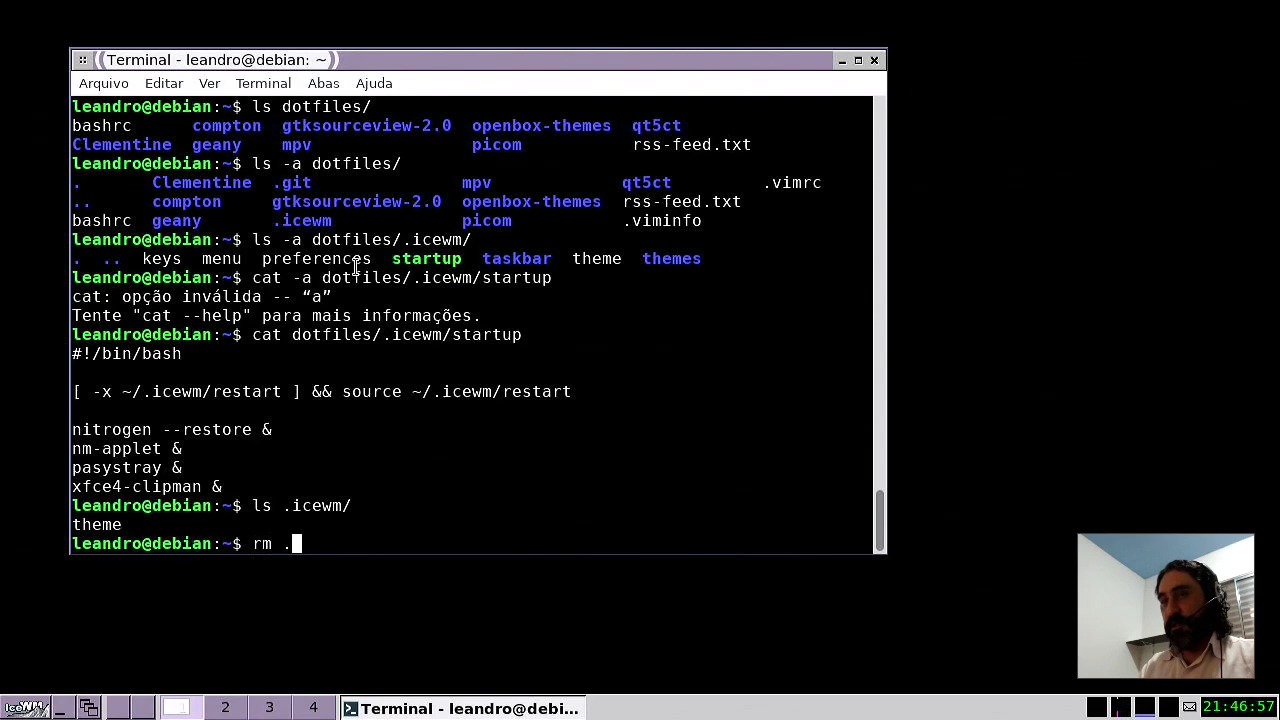 Terminal - leandro@debian: ~
Arquivo Editar Ver Terminal Abas Ajuda
leandro@debian:~$ ls dotfiles/
bashrc compton gtksourceview-2.0 openbox-themes qt5ct
Clementine geany mpv picom rss-feed.txt
leandro@debian:~$ ls -a dotfiles/
. Clementine .git mpv qt5ct .vimrc
.. compton gtksourceview-2.0 openbox-themes rss-feed.txt
bashrc geany .icewm picom .viminfo
leandro@debian:~$ ls -a dotfiles/.icewm/
. .. keys menu preferences startup taskbar theme themes
leandro@debian:~$ cat -a dotfiles/.icewm/startup
cat: opção inválida -- “a”
Tente "cat --help" para mais informações.
leandro@debian:~$ cat dotfiles/.icewm/startup
#!/bin/bash
[ -x ~/.icewm/restart ] && source ~/.icewm/restart
nitrogen --restore &
nm-applet &
pasystray &
xfce4-clipman &
leandro@debian:~$ ls .icewm/
theme
leandro@debian:~$ rm .
IceWM 1 2 3 4 Terminal - leandro@debi... 21:46:57